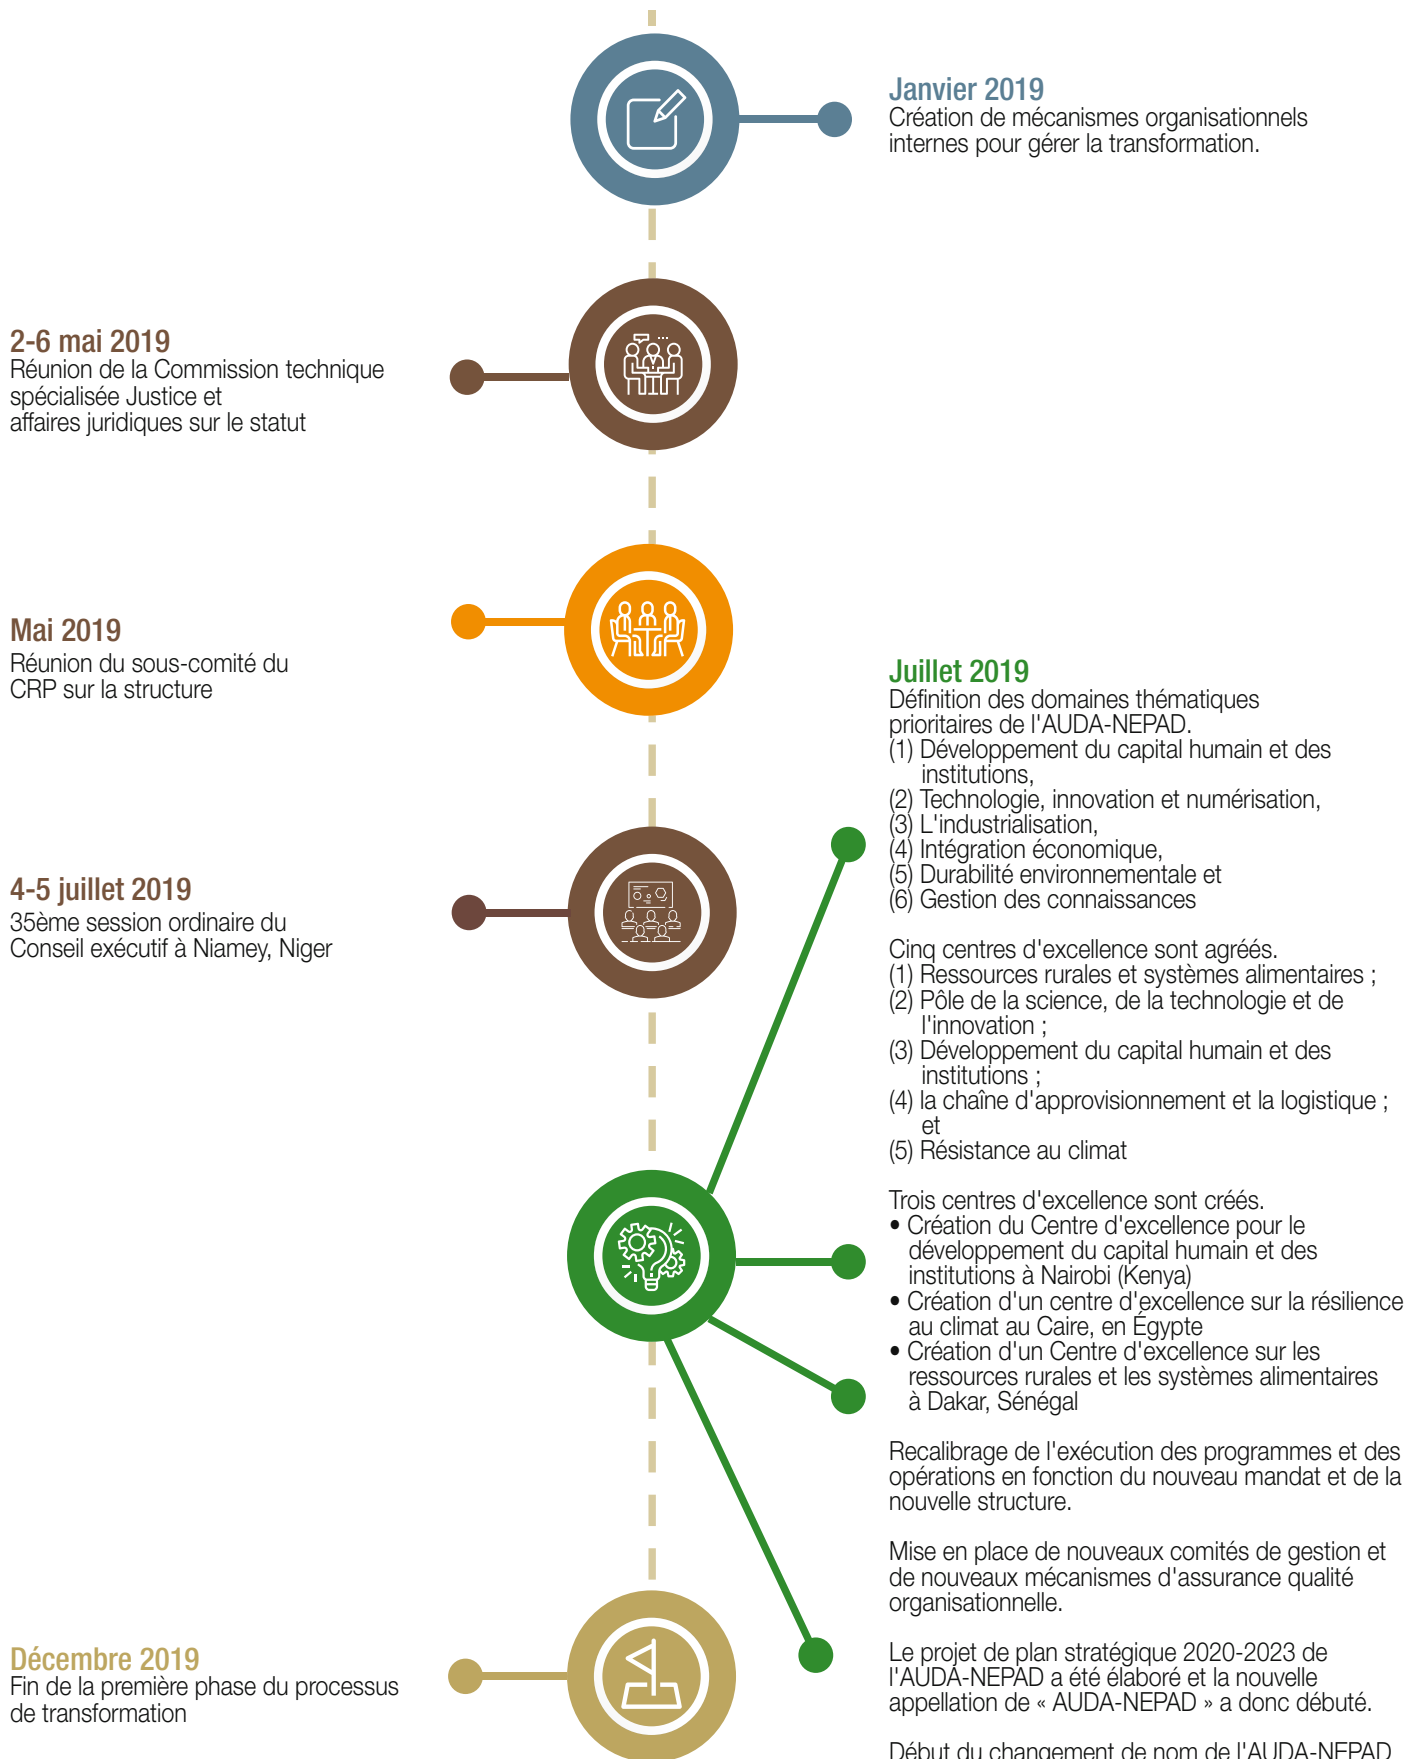 Janvier 2019
Création de mécanismes organisationnels
internes pour gérer la transformation.
2-6 mai 2019
Réunion de la Commission technique
spécialisée Justice et
affaires juridiques sur le statut
Mai 2019
Réunion du sous-comité du
CRP sur la structure
4-5 juillet 2019
35ème session ordinaire du
Conseil exécutif à Niamey, Niger
Juillet 2019
Définition des domaines thématiques
prioritaires de l'AUDA-NEPAD.
(1) Développement du capital humain et des
institutions,
(2) Technologie, innovation et numérisation,
(3) L'industrialisation,
(4) Intégration économique,
(5) Durabilité environnementale et
(6) Gestion des connaissances
Cinq centres d'excellence sont agréés.
(1) Ressources rurales et systèmes alimentaires ;
(2) Pôle de la science, de la technologie et de
l'innovation ;
(3) Développement du capital humain et des
institutions ;
(4) la chaîne d'approvisionnement et la logistique ;
et
(5) Résistance au climat
Trois centres d'excellence sont créés.
• Création du Centre d'excellence pour le
développement du capital humain et des
institutions à Nairobi (Kenya)
• Création d'un centre d'excellence sur la résilience
au climat au Caire, en Égypte
• Création d'un Centre d'excellence sur les
ressources rurales et les systèmes alimentaires
à Dakar, Sénégal
Recalibrage de l'exécution des programmes et des
opérations en fonction du nouveau mandat et de la
nouvelle structure.
Mise en place de nouveaux comités de gestion et
de nouveaux mécanismes d'assurance qualité
organisationnelle.
Le projet de plan stratégique 2020-2023 de
l'AUDA-NEPAD a été élaboré et la nouvelle
appellation de « AUDA-NEPAD » a donc débuté.
Début du changement de nom de l'AUDA-NEPAD
Décembre 2019
Fin de la première phase du processus
de transformation